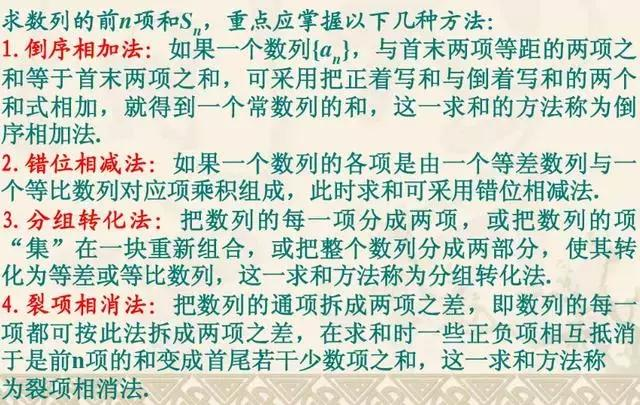 求数列的前n项和Sn，重点应掌握以下几种方法：
1. 倒序相加法：如果一个数列{an}，与首末两项等距的两项之
和等于首末两项之和，可采用把正着写和与倒着写和的两个
和式相加，就得到一个常数列的和，这一求和的方法称为倒
序相加法.
2. 错位相减法：如果一个数列的各项是由一个等差数列与一
个等比数列对应项乘积组成，此时求和可采用错位相减法.
3. 分组转化法：把数列的每一项分成两项，或把数列的项
“集”在一块重新组合，或把整个数列分成两部分，使其转
化为等差或等比数列，这一求和方法称为分组转化法.
4. 裂项相消法：把数列的通项拆成两项之差，即数列的每一
项都可按此法拆成两项之差，在求和时一些正负项相互抵消
于是前n项的和变成首尾若干少数项之和，这一求和方法称
为裂项相消法.